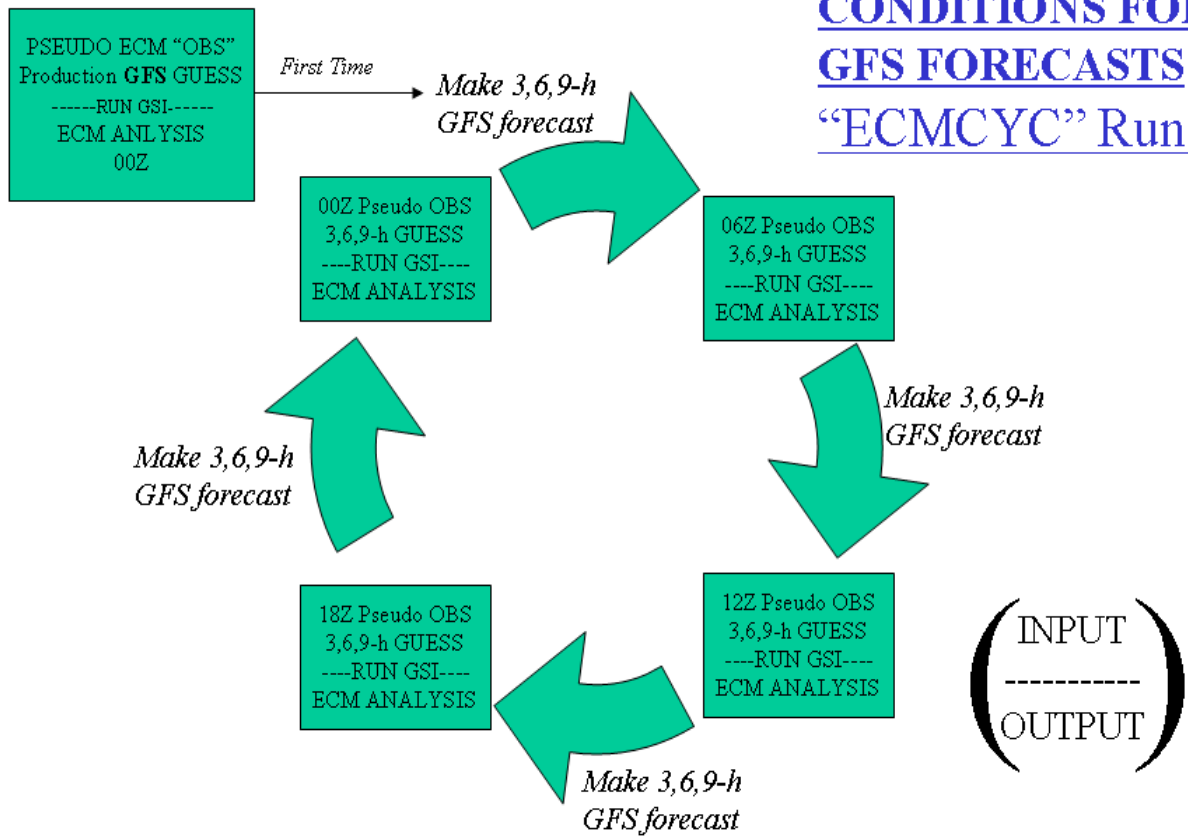 CONDITIONS FOR
GFS FORECASTS
“ECMCYC” Run
PSEUDO ECM “OBS”
Production GFS GUESS
------RUN GSI------
ECM ANLYSIS
00Z
First Time
Make 3,6,9-h
GFS forecast
00Z Pseudo OBS
3,6,9-h GUESS
----RUN GSI----
ECM ANALYSIS
06Z Pseudo OBS
3,6,9-h GUESS
----RUN GSI----
ECM ANALYSIS
Make 3,6,9-h
GFS forecast
Make 3,6,9-h
GFS forecast
18Z Pseudo OBS
3,6,9-h GUESS
----RUN GSI----
ECM ANALYSIS
12Z Pseudo OBS
3,6,9-h GUESS
----RUN GSI----
ECM ANALYSIS
Make 3,6,9-h
GFS forecast
INPUT
-----------
OUTPUT